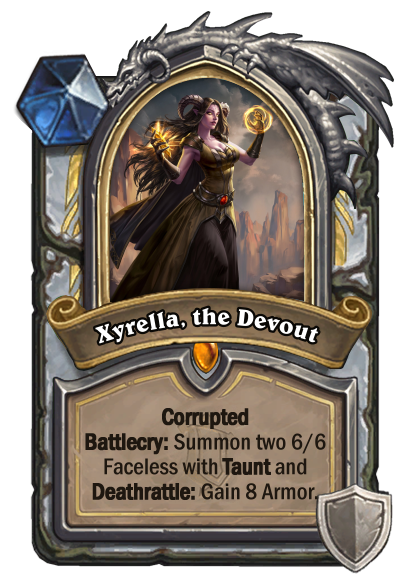 Xyrella, the Devout
Corrupted
Battlecry: Summon two 6/6
Faceless with Taunt and
Deathrattle: Gain 8 Armor.